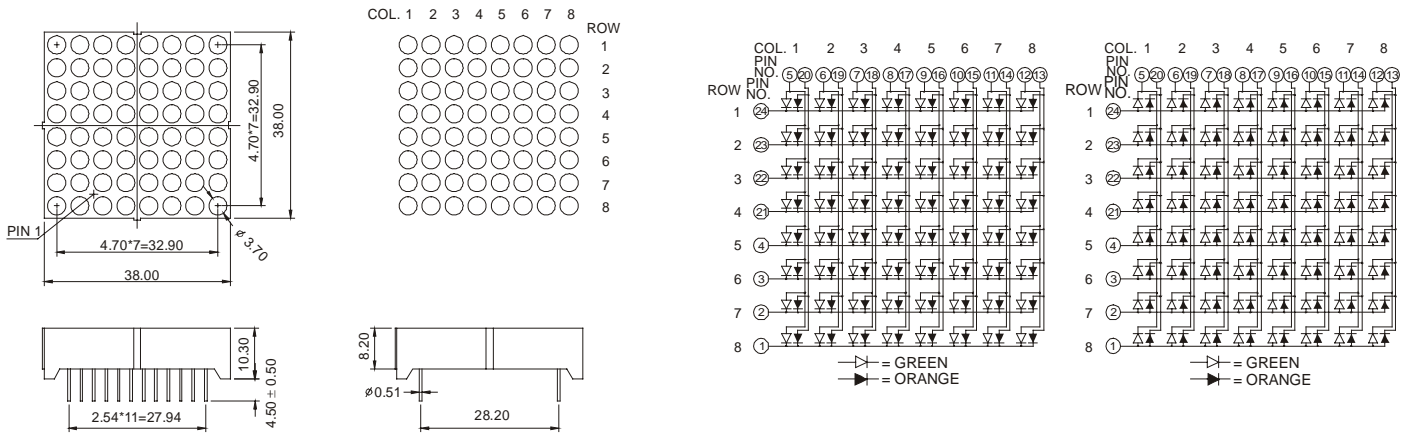 COL. 1 2 3 4 5 6 7 8
ROW
1
2
3
4
5
6
7
8
4.70*7=32.90
38.00
PIN 1
ø 3.70
4.70*7=32.90
38.00
10.30
4.50 ± 0.50
2.54*11=27.94
8.20
ø0.51
28.20
COL. 1 2 3 4 5 6 7 8
PIN NO. 5 20 6 19 7 18 8 17 9 16 10 15 11 14 12 13
ROW PIN NO.
1 24
2 23
3 22
4 21
5 4
6 3
7 2
8 1
= GREEN
= ORANGE
COL. 1 2 3 4 5 6 7 8
PIN NO. 5 20 6 19 7 18 8 17 9 16 10 15 11 14 12 13
ROW PIN NO.
1 24
2 23
3 22
4 21
5 4
6 3
7 2
8 1
= GREEN
= ORANGE